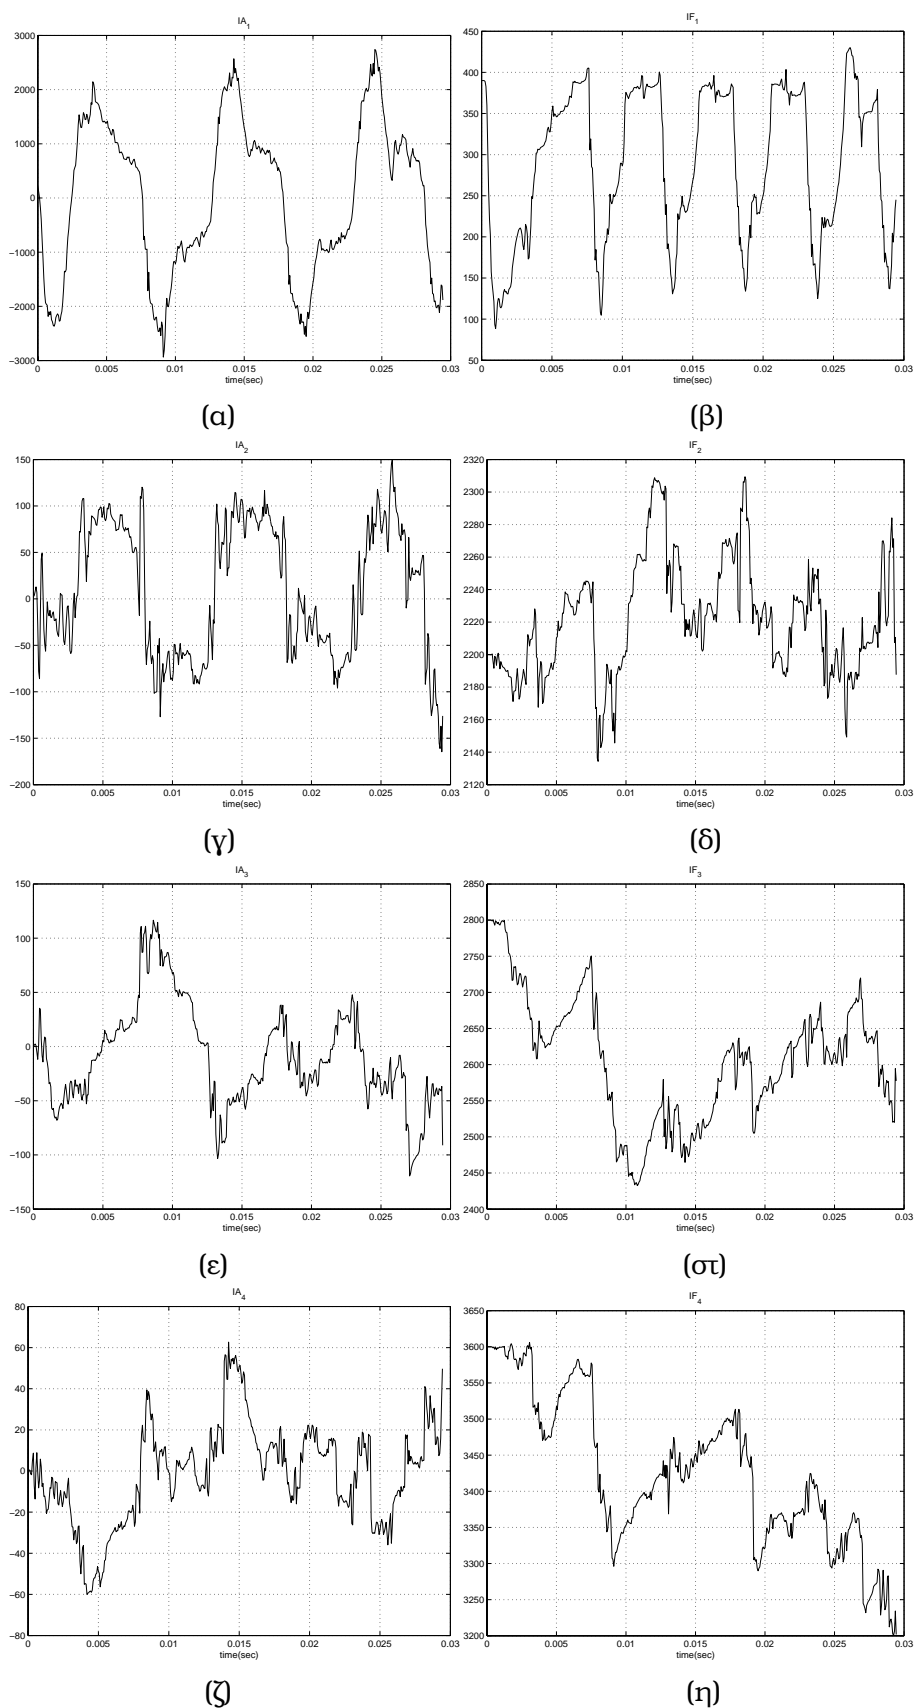 IA1
3000
2000
1000
0
−1000
−2000
−3000
0 0.005 0.01 0.015 0.02 0.025 0.03
time(sec)
(α)
IF1
450
400
350
300
250
200
150
100
50
0 0.005 0.01 0.015 0.02 0.025 0.03
time(sec)
(β)
IA2
150
100
50
0
−50
−100
−150
−200
0 0.005 0.01 0.015 0.02 0.025 0.03
time(sec)
(γ)
IF2
2320
2300
2280
2260
2240
2220
2200
2180
2160
2140
2120
0 0.005 0.01 0.015 0.02 0.025 0.03
time(sec)
(δ)
IA3
150
100
50
0
−50
−100
−150
0 0.005 0.01 0.015 0.02 0.025 0.03
time(sec)
(ε)
IF3
2850
2800
2750
2700
2650
2600
2550
2500
2450
2400
0 0.005 0.01 0.015 0.02 0.025 0.03
time(sec)
(στ)
IA4
80
60
40
20
0
−20
−40
−60
−80
0 0.005 0.01 0.015 0.02 0.025 0.03
time(sec)
(ζ)
IF4
3650
3600
3550
3500
3450
3400
3350
3300
3250
3200
0 0.005 0.01 0.015 0.02 0.025 0.03
time(sec)
(η)